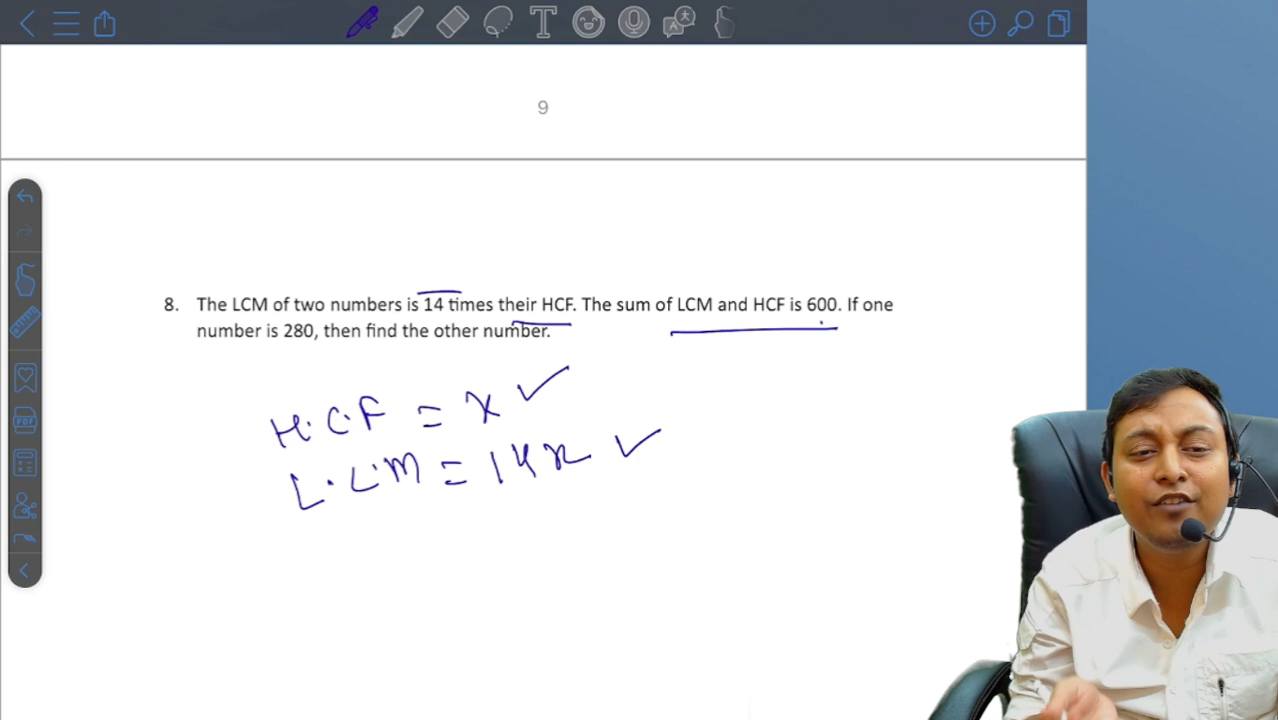 9
8. The LCM of two numbers is 14 times their HCF. The sum of LCM and HCF is 600. If one
number is 280, then find the other number.
H.C.F = x ✓
L.C.M = 14x ✓